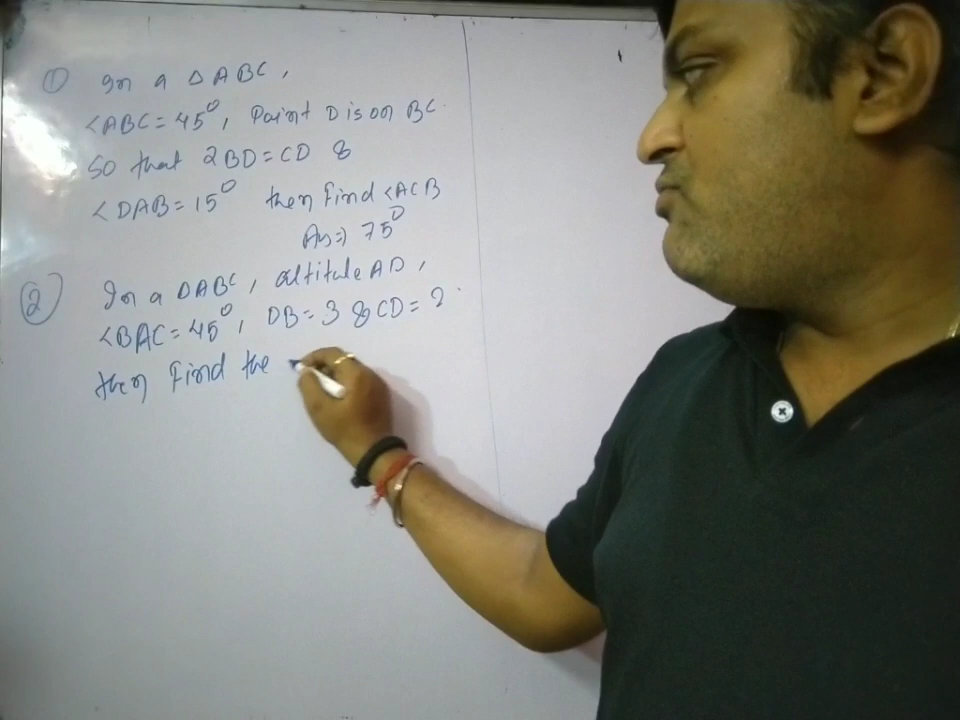 ① In a △ABC,
∠ABC = 45°, Point D is on BC.
So that 2BD = CD &
∠DAB = 15° then Find ∠ACB
Ans ⇒ 75°
② In a △ABC, altitule AD,
∠BAC = 45°, DB = 3 & CD = 2.
then Find the